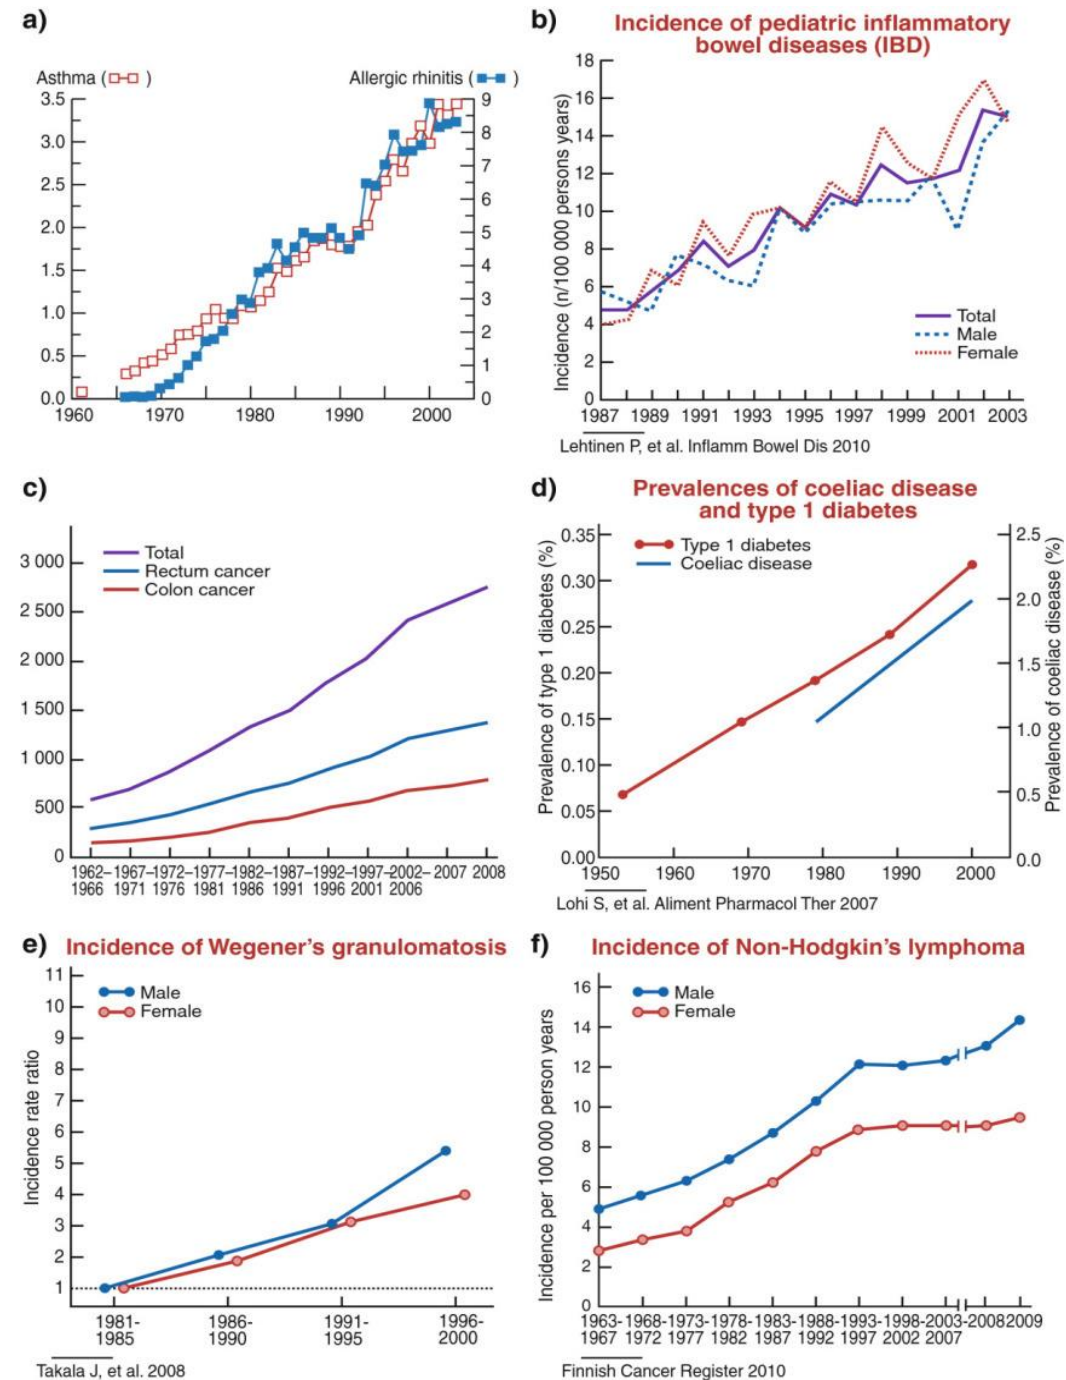 a)
Asthma ( )
Allergic rhinitis ( )
3.5
3.0
2.5
2.0
1.5
1.0
0.5
0.0
9
8
7
6
5
4
3
2
1
0
1960 1970 1980 1990 2000
b)
Incidence of pediatric inflammatory
bowel diseases (IBD)
Incidence (n/100 000 persons years)
18
16
14
12
10
8
6
4
2
0
Total
Male
Female
1987 1989 1991 1993 1995 1997 1999 2001 2003
Lehtinen P, et al. Inflamm Bowel Dis 2010
c)
3 000
2 500
2 000
1 500
1 000
500
0
Total
Rectum cancer
Colon cancer
1962– 1967– 1972– 1977– 1982– 1987– 1992– 1997– 2002– 2007 2008
1966 1971 1976 1981 1986 1991 1996 2001 2006
d)
Prevalences of coeliac disease
and type 1 diabetes
Prevalence of type 1 diabetes (%)
0.35
0.30
0.25
0.20
0.15
0.10
0.05
0.00
Type 1 diabetes
Coeliac disease
2.5
2.0
1.5
1.0
0.5
0.0
Prevalence of coeliac disease (%)
1950 1960 1970 1980 1990 2000
Lohi S, et al. Aliment Pharmacol Ther 2007
e)
Incidence of Wegener's granulomatosis
Incidence rate ratio
11
10
9
8
7
6
5
4
3
2
1
Male
Female
1981- 1986- 1991- 1996-
1985 1990 1995 2000
Takala J, et al. 2008
f)
Incidence of Non-Hodgkin's lymphoma
Incidence per 100 000 person years
16
14
12
10
8
6
4
2
0
Male
Female
1963- 1968- 1973- 1978- 1983- 1988- 1993- 1998- 2003- 2008 2009
1967 1972 1977 1982 1987 1992 1997 2002 2007
Finnish Cancer Register 2010